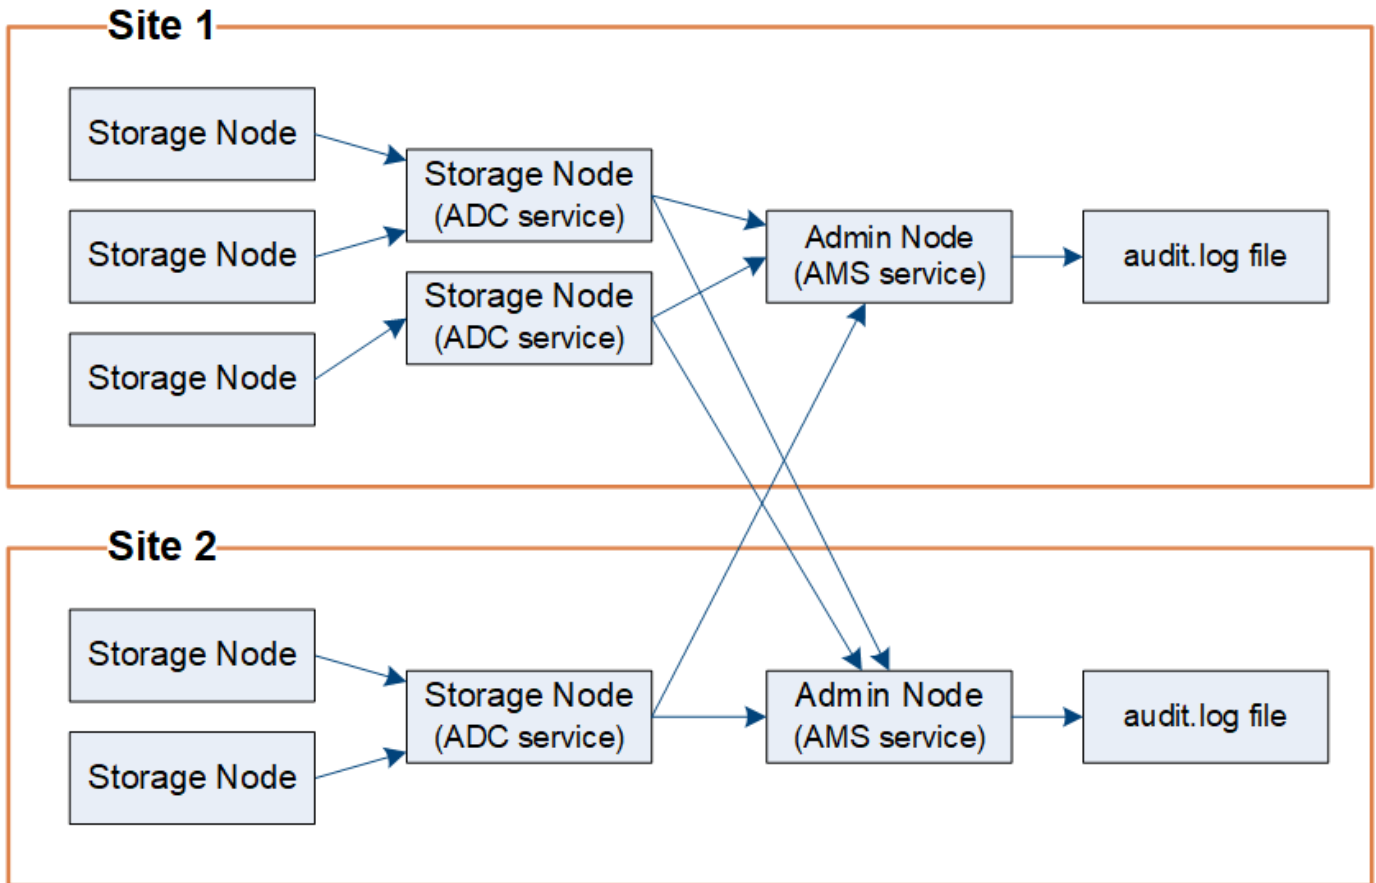 Site 1
Storage Node
Storage Node
Storage Node
Storage Node
(ADC service)
Storage Node
(ADC service)
Admin Node
(AMS service)
audit.log file
Site 2
Storage Node
Storage Node
Storage Node
(ADC service)
Admin Node
(AMS service)
audit.log file